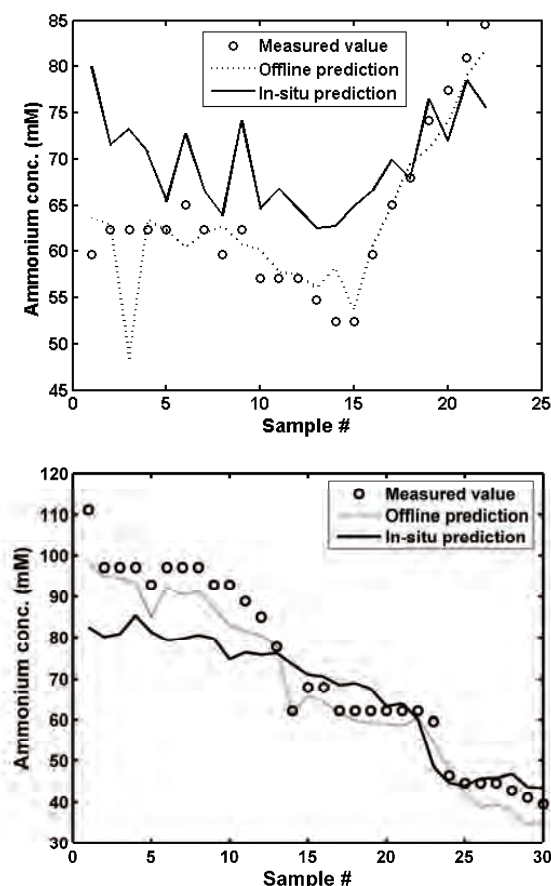 85
80
75
70
65
60
55
50
45
Ammonium conc. (mM)
Measured value
Offline prediction
In-situ prediction
0 5 10 15 20 25
Sample #
120
110
100
90
80
70
60
50
40
30
Ammonium conc. (mM)
Measured value
Offline prediction
In-situ prediction
0 5 10 15 20 25 30
Sample #